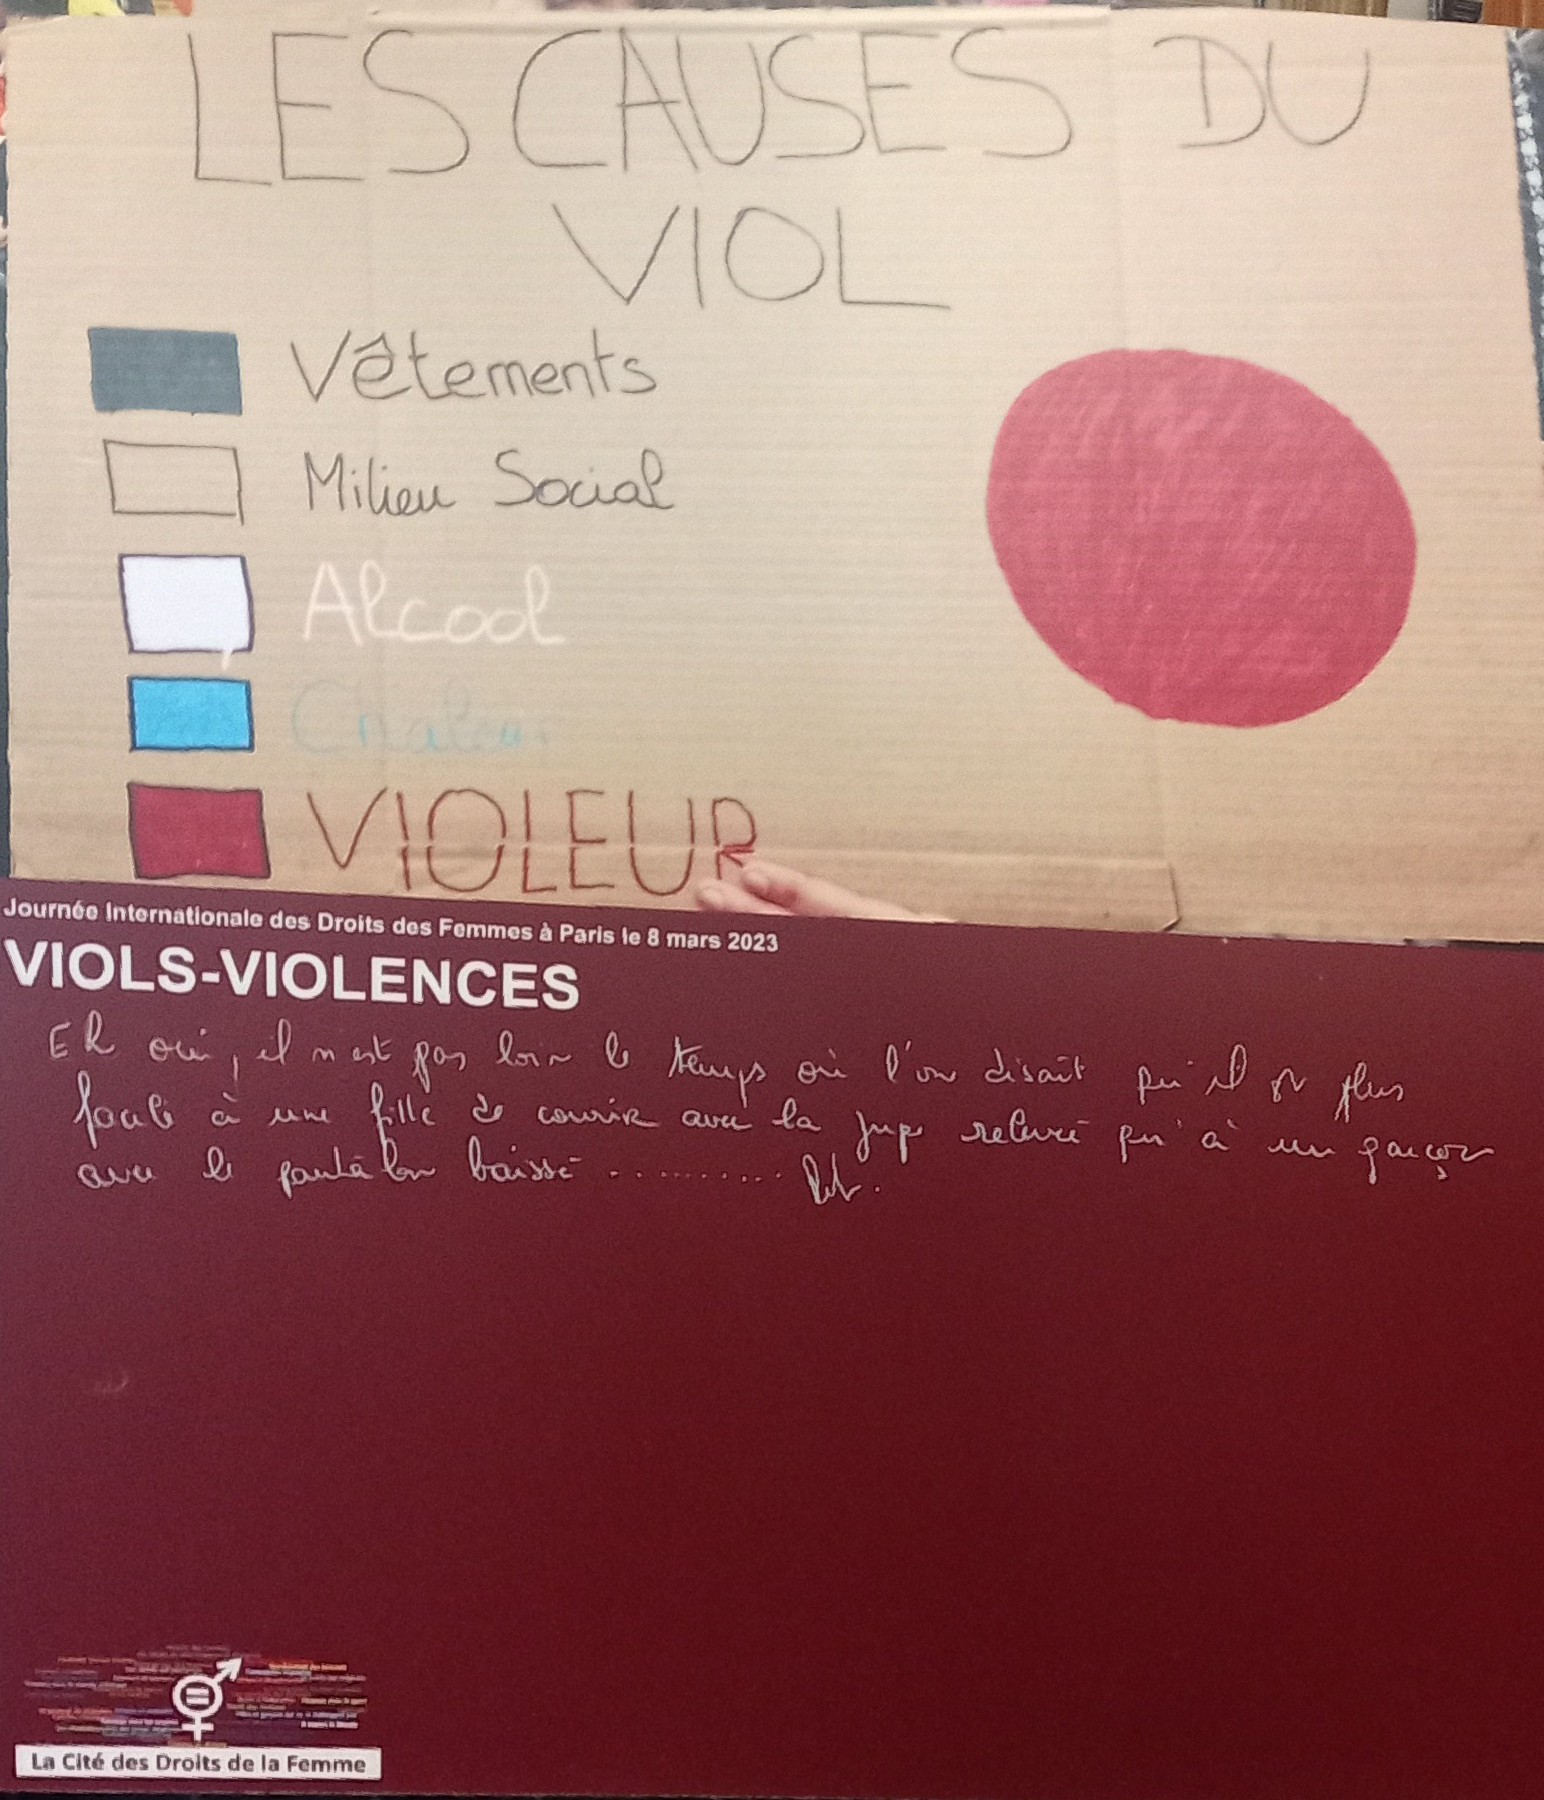 LES CAUSES DU
VIOL
Vêtements
Milieu Social
Alcool
Chaleur
VIOLEUR
Journée Internationale des Droits des Femmes à Paris le 8 mars 2023
VIOLS-VIOLENCES
Eh oui, il n'est pas loin le temps où l'on disait qu'il est plus
facile à une fille de courir avec la jupe relevée qu'à un garçon
avec le pantalon baissé ..........
La Cité des Droits de la Femme